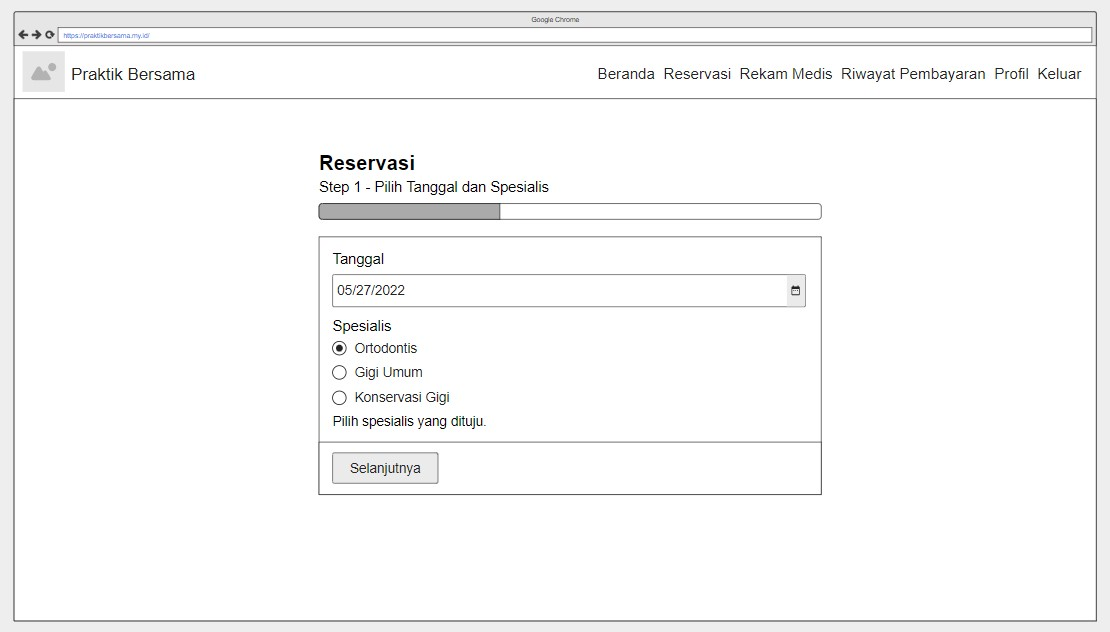 Google Chrome
https://praktikbersama.my.id/
Praktik Bersama
Beranda Reservasi Rekam Medis Riwayat Pembayaran Profil Keluar
Reservasi
Step 1 - Pilih Tanggal dan Spesialis
Tanggal
05/27/2022
Spesialis
Ortodontis
Gigi Umum
Konservasi Gigi
Pilih spesialis yang dituju.
Selanjutnya